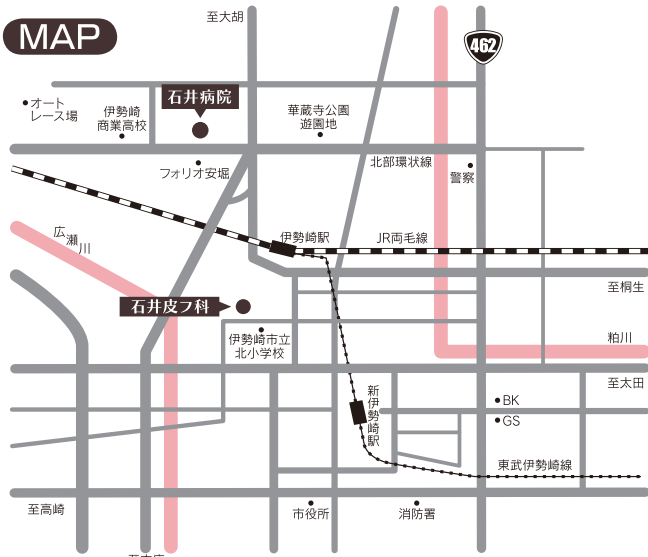 至大胡
MAP
462
石井病院
オート
レース場
伊勢崎
商業高校
華蔵寺公園
遊園地
北部環状線
フォリオ安堀
警察
広瀬川
伊勢崎駅
JR両毛線
至桐生
石井皮フ科
伊勢崎市立
北小学校
粕川
至太田
新伊勢崎駅
BK
GS
東武伊勢崎線
至高崎
市役所
消防署